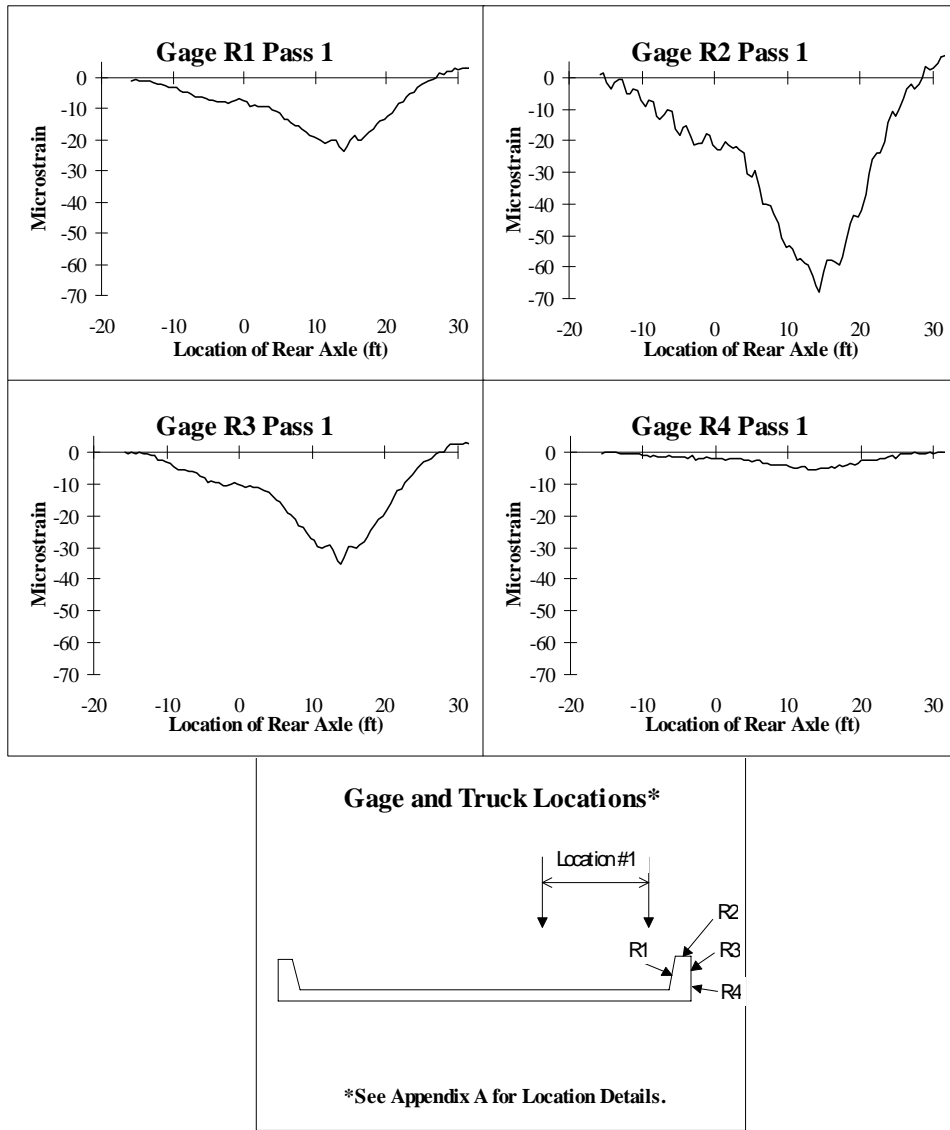 Gage R1 Pass 1
Microstrain
0
-10
-20
-30
-40
-50
-60
-70
-20 -10 0 10 20 30
Location of Rear Axle (ft)
Gage R2 Pass 1
Microstrain
0
-10
-20
-30
-40
-50
-60
-70
-20 -10 0 10 20 30
Location of Rear Axle (ft)
Gage R3 Pass 1
Microstrain
0
-10
-20
-30
-40
-50
-60
-70
-20 -10 0 10 20 30
Location of Rear Axle (ft)
Gage R4 Pass 1
Microstrain
0
-10
-20
-30
-40
-50
-60
-70
-20 -10 0 10 20 30
Location of Rear Axle (ft)
Gage and Truck Locations*
Location #1
R2
R1 R3
R4
*See Appendix A for Location Details.